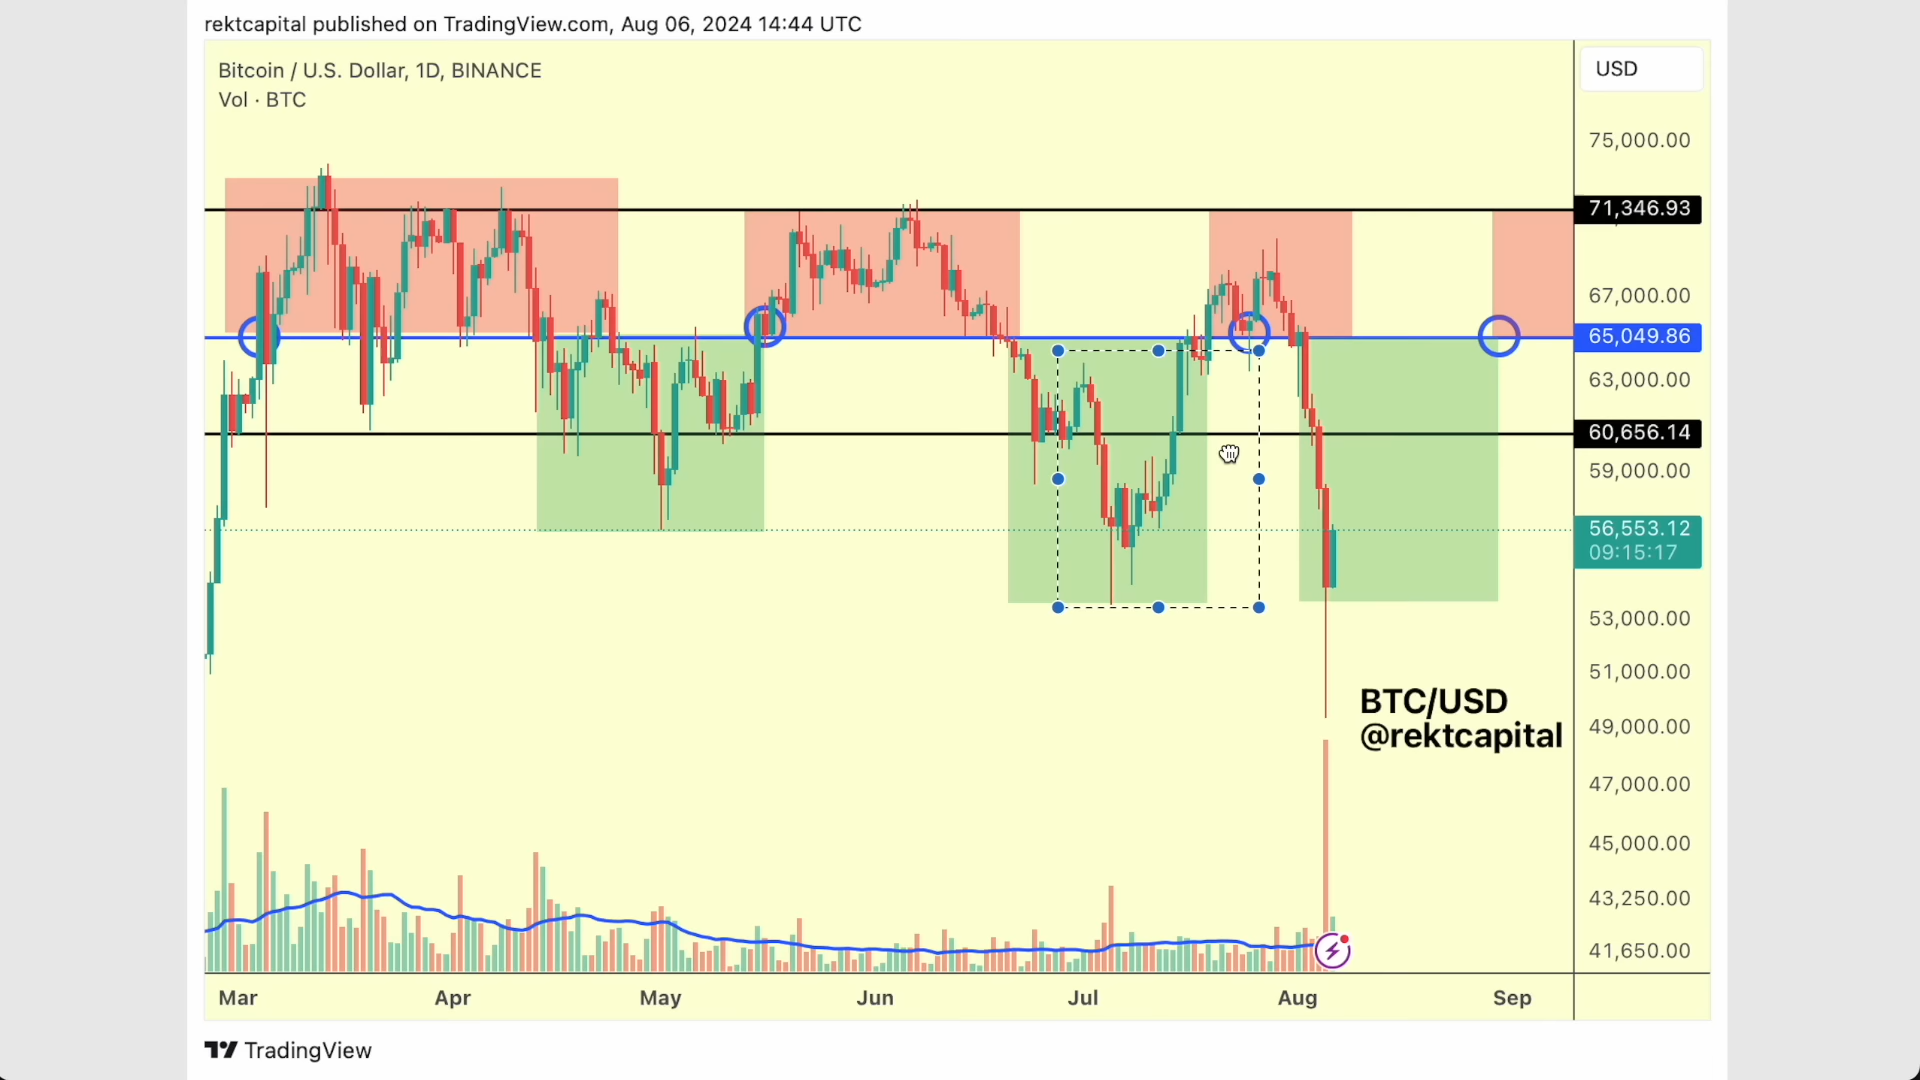 rektcapital published on TradingView.com, Aug 06, 2024 14:44 UTC
Bitcoin / U.S. Dollar, 1D, BINANCE
Vol · BTC
USD
75,000.00
71,346.93
67,000.00
65,049.86
63,000.00
60,656.14
59,000.00
56,553.12
09:15:17
53,000.00
51,000.00
49,000.00
47,000.00
45,000.00
43,250.00
41,650.00
BTC/USD
@rektcapital
Mar Apr May Jun Jul Aug Sep
TradingView